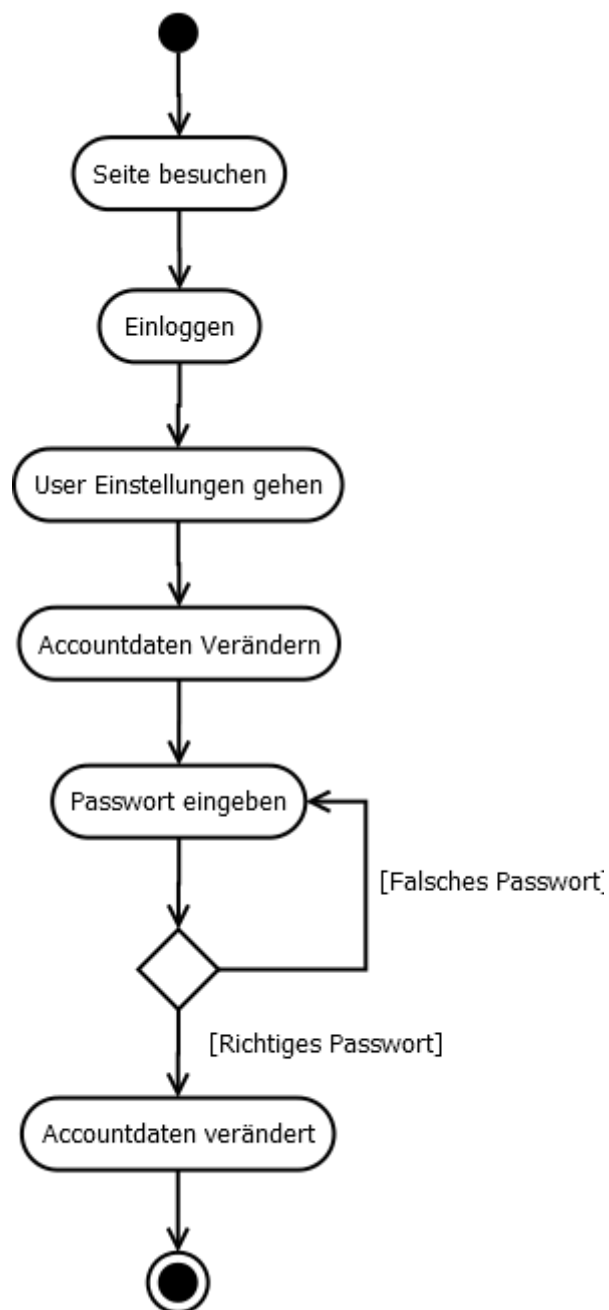 Seite besuchen
Einloggen
User Einstellungen gehen
Accountdaten Verändern
Passwort eingeben
[Falsches Passwort]
[Richtiges Passwort]
Accountdaten verändert